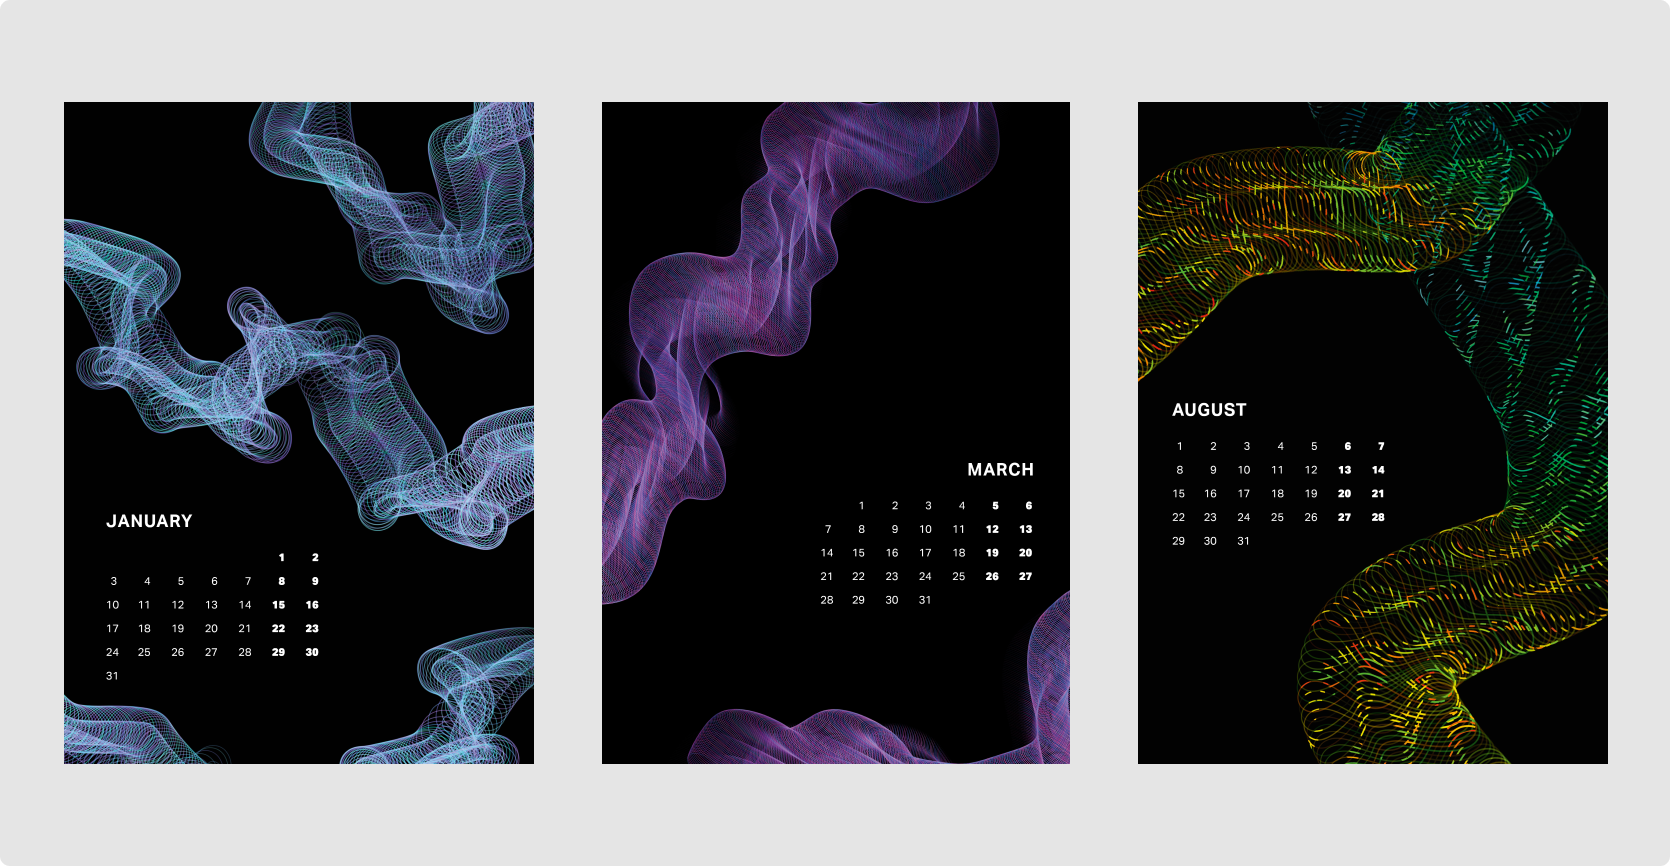 JANUARY
1 2
3 4 5 6 7 8 9
10 11 12 13 14 15 16
17 18 19 20 21 22 23
24 25 26 27 28 29 30
31
MARCH
1 2 3 4 5 6
7 8 9 10 11 12 13
14 15 16 17 18 19 20
21 22 23 24 25 26 27
28 29 30 31
AUGUST
1 2 3 4 5 6 7
8 9 10 11 12 13 14
15 16 17 18 19 20 21
22 23 24 25 26 27 28
29 30 31